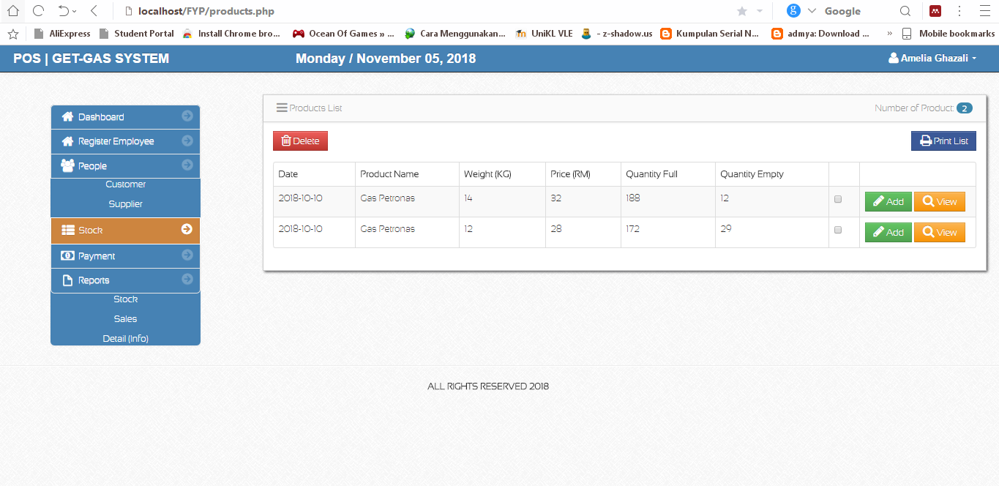 localhost/FYP/products.php
Google
AliExpress Student Portal Install Chrome bro... Ocean Of Games » ... Cara Menggunakan... UniKL VLE - z-shadow.us Kumpulan Serial N... admya: Download ... » Mobile bookmarks
POS | GET-GAS SYSTEM Monday / November 05, 2018 Amelia Ghazali
Dashboard
Register Employee
People
Customer
Supplier
Stock
Payment
Reports
Stock
Sales
Detail (Info)
Products List Number of Product: 2
Delete Print List
Date Product Name Weight (KG) Price (RM) Quantity Full Quantity Empty
2018-10-10 Gas Petronas 14 32 188 12 Add View
2018-10-10 Gas Petronas 12 28 172 29 Add View
ALL RIGHTS RESERVED 2018